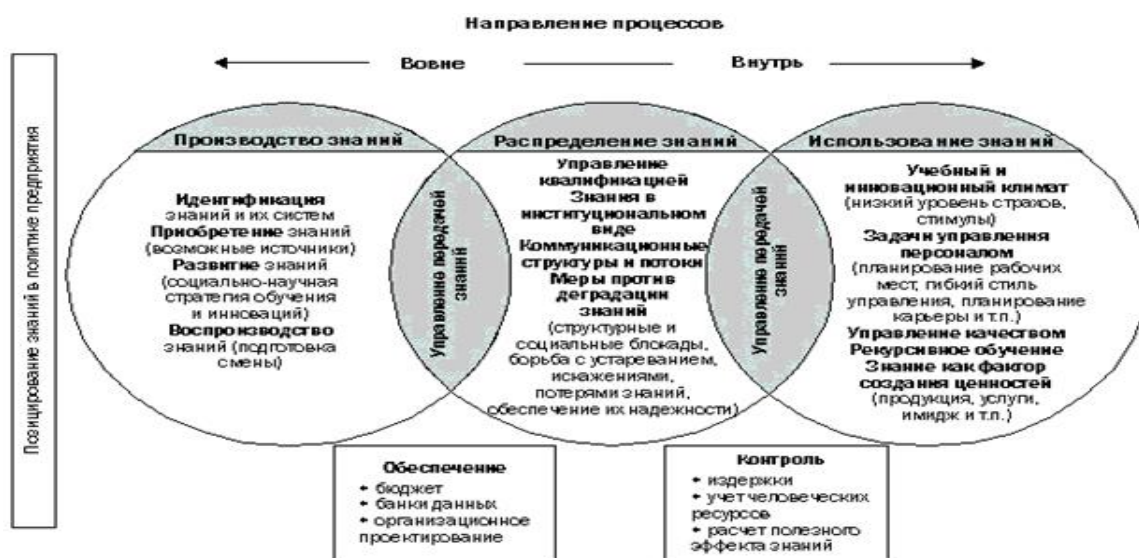 Направление процессов
Вовне
Внутрь
Позицирование знаний в политике предприятия
Производство знаний
Идентификация
знаний и их систем
Приобретение знаний
(возможные источники)
Развитие знаний
(социально-научная
стратегия обучения
и инноваций)
Воспроизводство
знаний (подготовка
смены)
Управление передачей
знаний
Распределение знаний
Управление
квалификацией
Знания в
институциональном
виде
Коммуникационные
структуры и потоки
Меры против
деградации
знаний
(структурные и
социальные блокады,
борьба с устареванием,
искажениями,
потерями знаний,
обеспечение их надежности)
Управление передачей
знаний
Использование знаний
Учебный и
инновационный климат
(низкий уровень страхов,
стимулы)
Задачи управления
персоналом
(планирование рабочих
мест, гибкий стиль
управления, планирование
карьеры и т.п.)
Управление качеством
Рекурсивное обучение
Знание как фактор
создания ценностей
(продукция, услуги,
имидж и т.п.)
Обеспечение
+ бюджет
+ банки данных
+ организационное
проектирование
Контроль
+ издержки
+ учет человеческих
ресурсов
+ расчет полезного
эффекта знаний